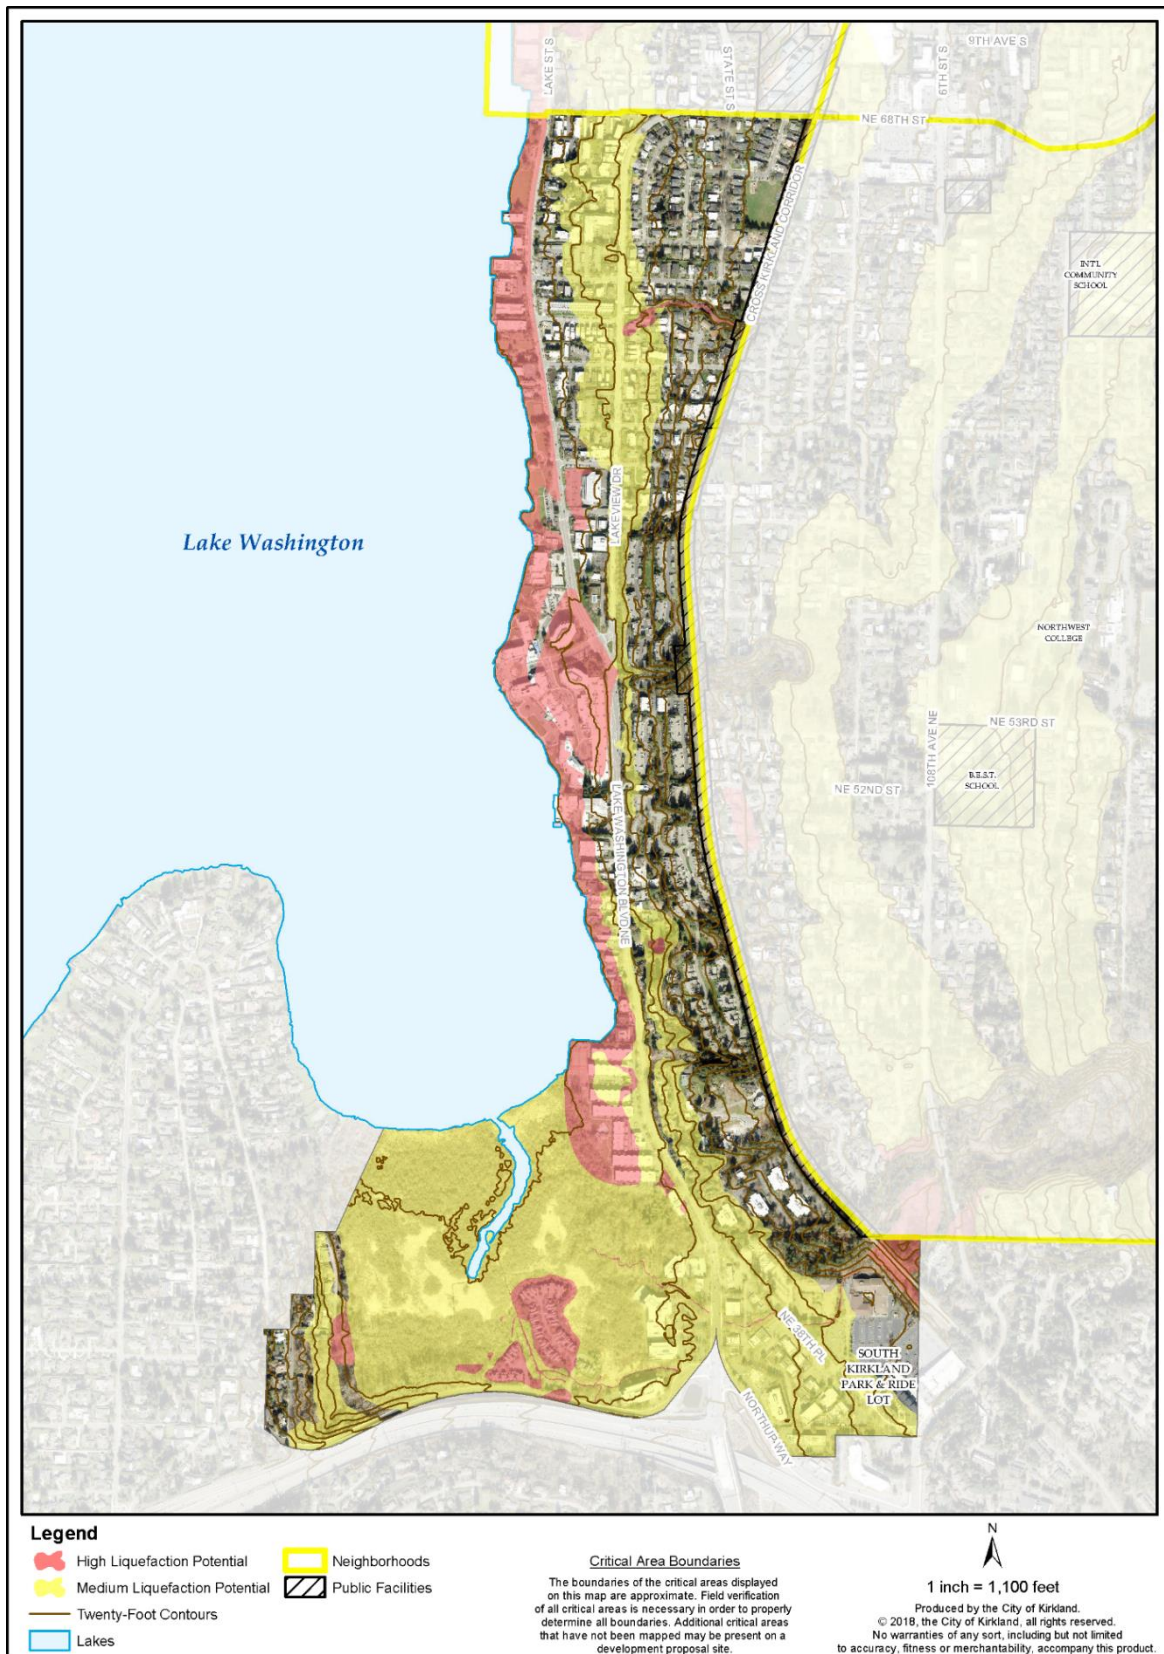 9TH AVE S
LAKE ST S
STATE ST S
6TH ST S
NE 68TH ST
CROSS KIRKLAND CORRIDOR
INT'L
COMMUNITY
SCHOOL
LAKEVIEW DR
Lake Washington
NORTHWEST
COLLEGE
108TH AVE NE
NE 53RD ST
B.E.S.T.
SCHOOL
NE 52ND ST
LAKE WASHINGTON BLVD NE
NE 38TH PL
SOUTH
KIRKLAND
PARK & RIDE
LOT
NORTHUP WAY
Legend
High Liquefaction Potential
Medium Liquefaction Potential
Twenty-Foot Contours
Lakes
Neighborhoods
Public Facilities
Critical Area Boundaries
The boundaries of the critical areas displayed
on this map are approximate. Field verification
of all critical areas is necessary in order to properly
determine all boundaries. Additional critical areas
that have not been mapped may be present on a
development proposal site.
N
1 inch = 1,100 feet
Produced by the City of Kirkland.
© 2018, the City of Kirkland, all rights reserved.
No warranties of any sort, including but not limited
to accuracy, fitness or merchantability, accompany this product.